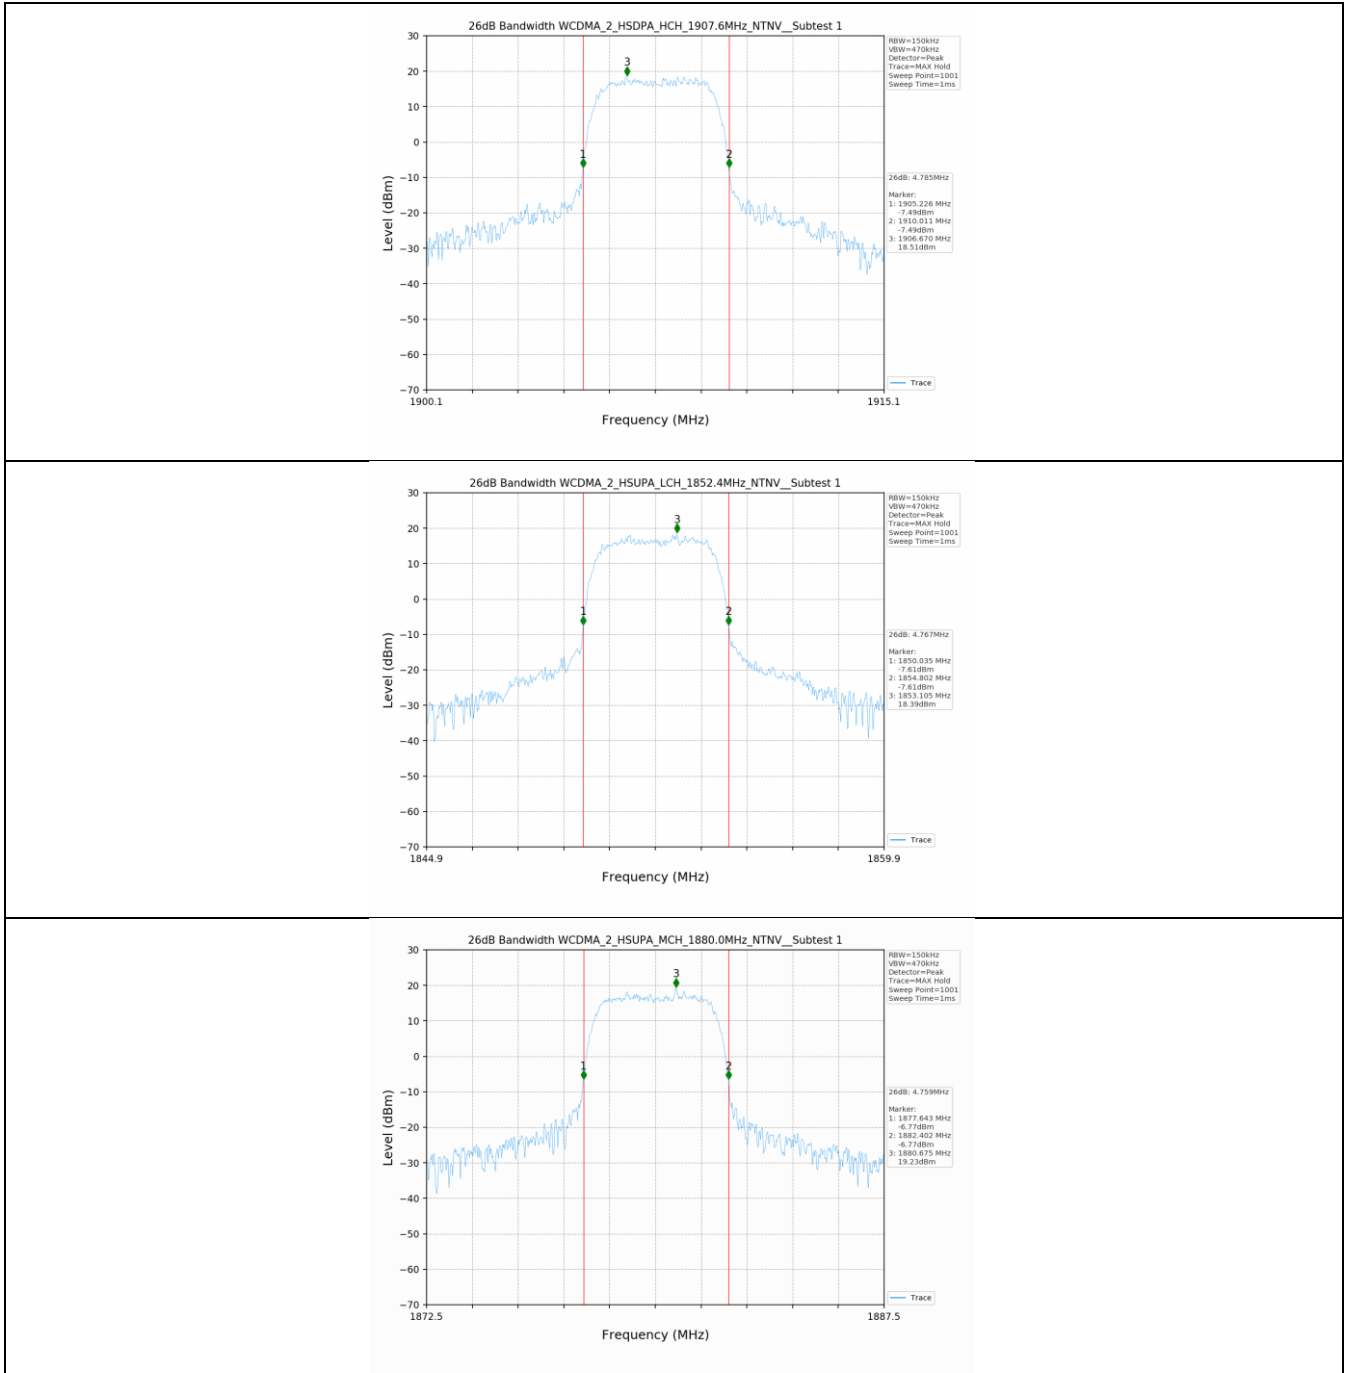 26dB Bandwidth WCDMA_2_HSDPA_HCH_1907.6MHz_NTNV__Subtest 1
30
20
10
0
−10
−20
−30
−40
−50
−60
−70
Level (dBm)
1
2
3
1900.1
1915.1
Frequency (MHz)
RBW=150kHz
VBW=470kHz
Detector=Peak
Trace=MAX Hold
Sweep Point=1001
Sweep Time=1ms
26dB: 4.785MHz
Marker:
1: 1905.226 MHz
-7.49dBm
2: 1910.011 MHz
-7.49dBm
3: 1906.670 MHz
18.51dBm
Trace
26dB Bandwidth WCDMA_2_HSUPA_LCH_1852.4MHz_NTNV__Subtest 1
30
20
10
0
−10
−20
−30
−40
−50
−60
−70
Level (dBm)
1
2
3
1844.9
1859.9
Frequency (MHz)
RBW=150kHz
VBW=470kHz
Detector=Peak
Trace=MAX Hold
Sweep Point=1001
Sweep Time=1ms
26dB: 4.767MHz
Marker:
1: 1850.035 MHz
-7.61dBm
2: 1854.802 MHz
-7.61dBm
3: 1853.105 MHz
18.39dBm
Trace
26dB Bandwidth WCDMA_2_HSUPA_MCH_1880.0MHz_NTNV__Subtest 1
30
20
10
0
−10
−20
−30
−40
−50
−60
−70
Level (dBm)
1
2
3
1872.5
1887.5
Frequency (MHz)
RBW=150kHz
VBW=470kHz
Detector=Peak
Trace=MAX Hold
Sweep Point=1001
Sweep Time=1ms
26dB: 4.759MHz
Marker:
1: 1877.643 MHz
-6.77dBm
2: 1882.402 MHz
-6.77dBm
3: 1880.675 MHz
19.23dBm
Trace